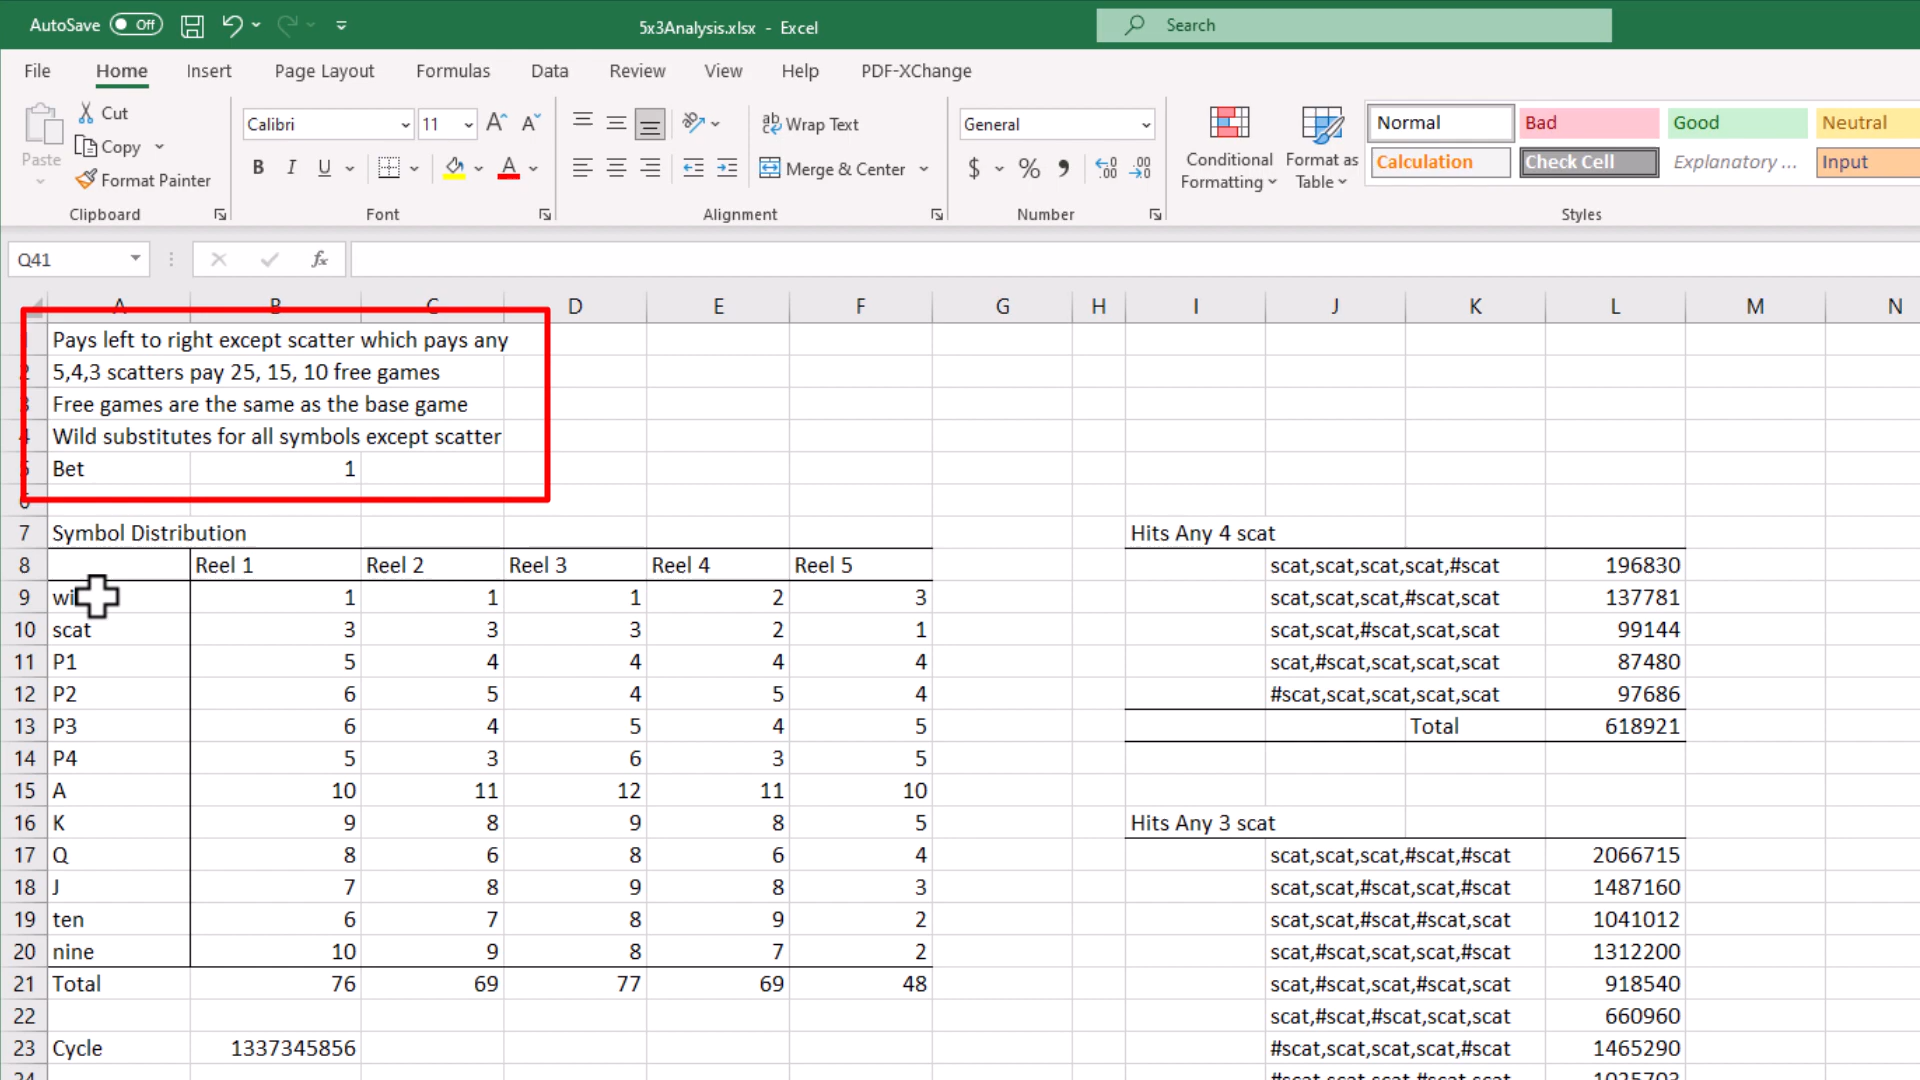 AutoSave Off 5x3Analysis.xlsx - Excel Search
File Home Insert Page Layout Formulas Data Review View Help PDF-XChange
Paste Cut Copy Format Painter Clipboard
Calibri 11 A A B I U A Font
ab Wrap Text Merge & Center Alignment
General $ % 9 .00 .00 Number
Conditional Formatting Format as Table
Normal Bad Good Neutral
Calculation Check Cell Explanatory ... Input
Styles
Q41 fx
A B C D E F G H I J K L M N
1 Pays left to right except scatter which pays any
2 5,4,3 scatters pay 25, 15, 10 free games
3 Free games are the same as the base game
4 Wild substitutes for all symbols except scatter
5 Bet 1
6
7 Symbol Distribution Hits Any 4 scat
8 Reel 1 Reel 2 Reel 3 Reel 4 Reel 5 scat,scat,scat,scat,#scat 196830
9 1 1 1 2 3 scat,scat,scat,#scat,scat 137781
10 scat 3 3 3 2 1 scat,scat,#scat,scat,scat 99144
11 P1 5 4 4 4 4 scat,#scat,scat,scat,scat 87480
12 P2 6 5 4 5 4 #scat,scat,scat,scat,scat 97686
13 P3 6 4 5 4 5 Total 618921
14 P4 5 3 6 3 5
15 A 10 11 12 11 10
16 K 9 8 9 8 5 Hits Any 3 scat
17 Q 8 6 8 6 4 scat,scat,scat,#scat,#scat 2066715
18 J 7 8 9 8 3 scat,scat,#scat,scat,#scat 1487160
19 ten 6 7 8 9 2 scat,scat,#scat,#scat,scat 1041012
20 nine 10 9 8 7 2 scat,#scat,scat,scat,#scat 1312200
21 Total 76 69 77 69 48 scat,#scat,scat,#scat,scat 918540
22 scat,#scat,#scat,scat,scat 660960
23 Cycle 1337345856 #scat,scat,scat,scat,#scat 1465290